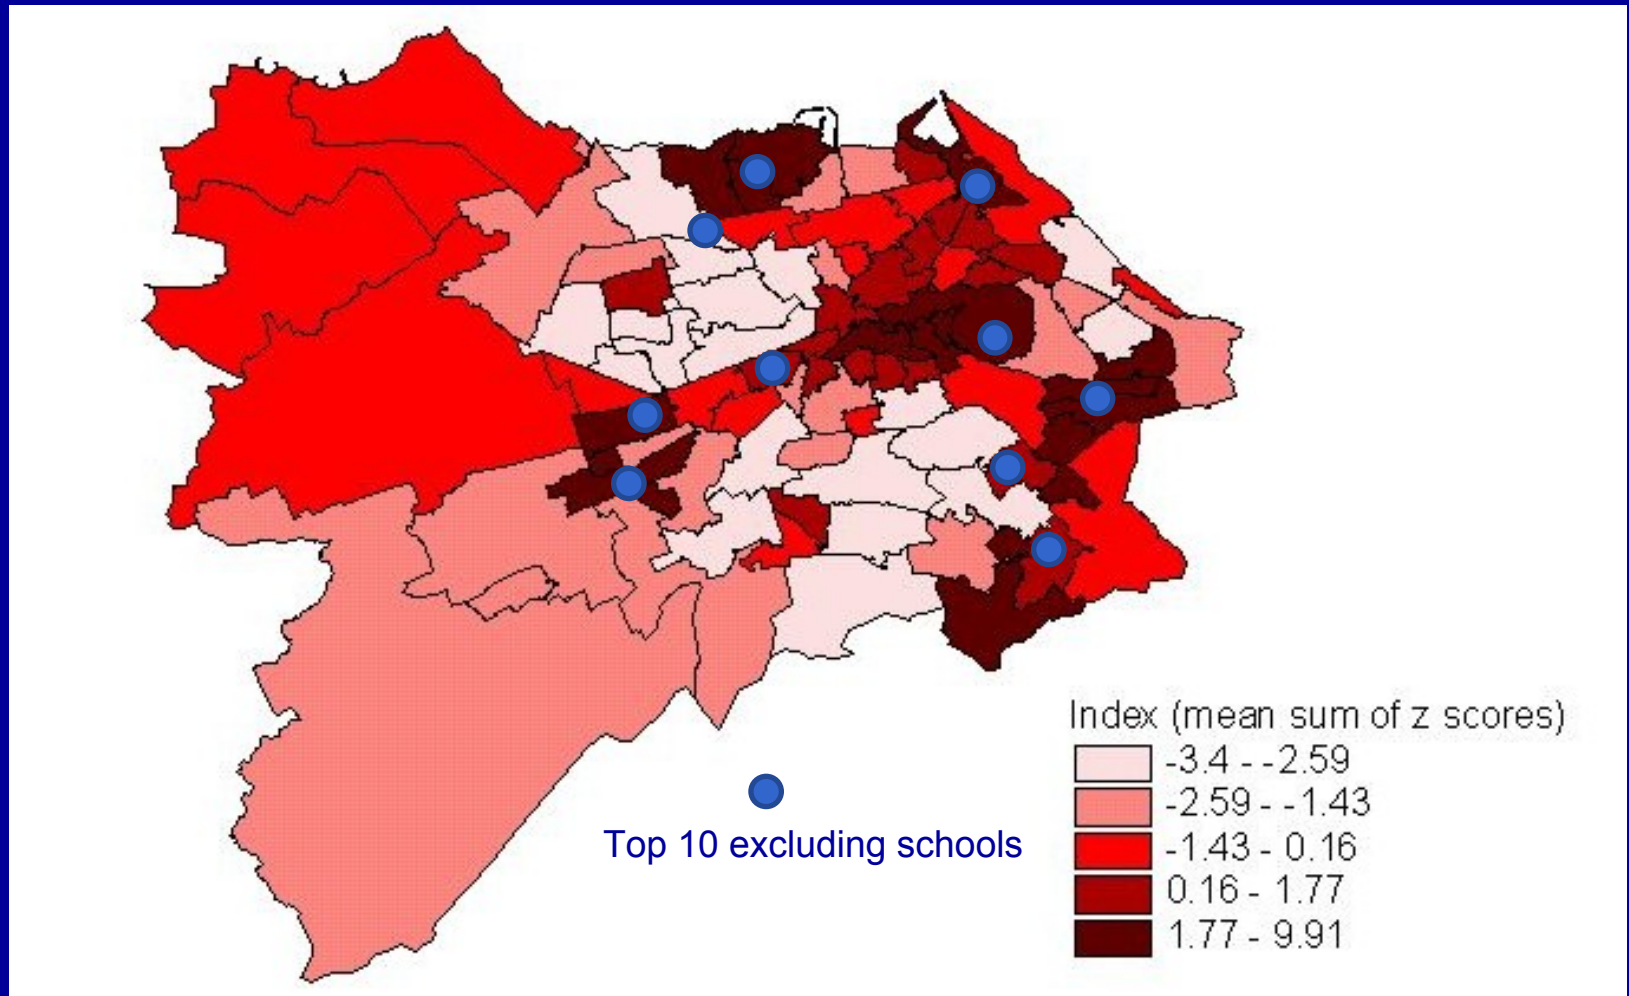 Index (mean sum of z scores)
-3.4 - -2.59
-2.59 - -1.43
-1.43 - 0.16
0.16 - 1.77
1.77 - 9.91
Top 10 excluding schools